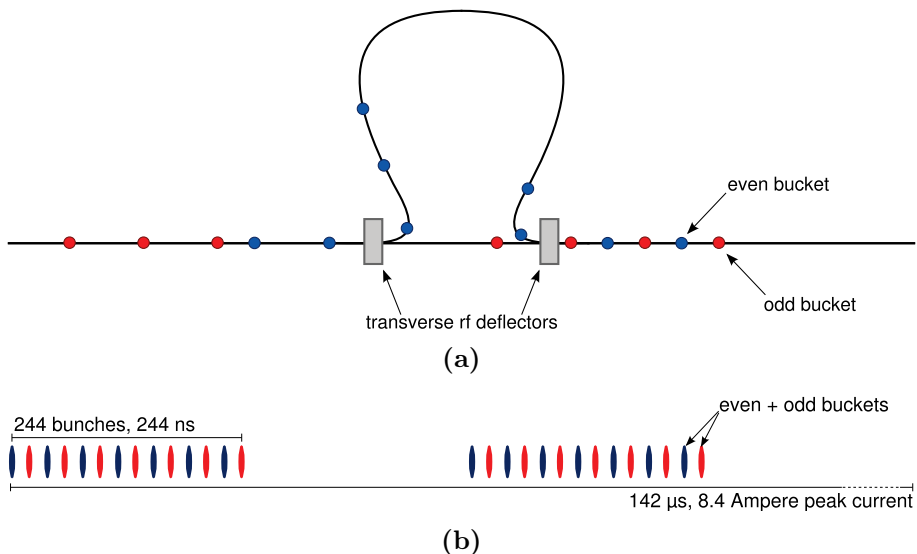 even bucket
odd bucket
transverse rf deflectors
(a)
even + odd buckets
244 bunches, 244 ns
142 µs, 8.4 Ampere peak current
(b)